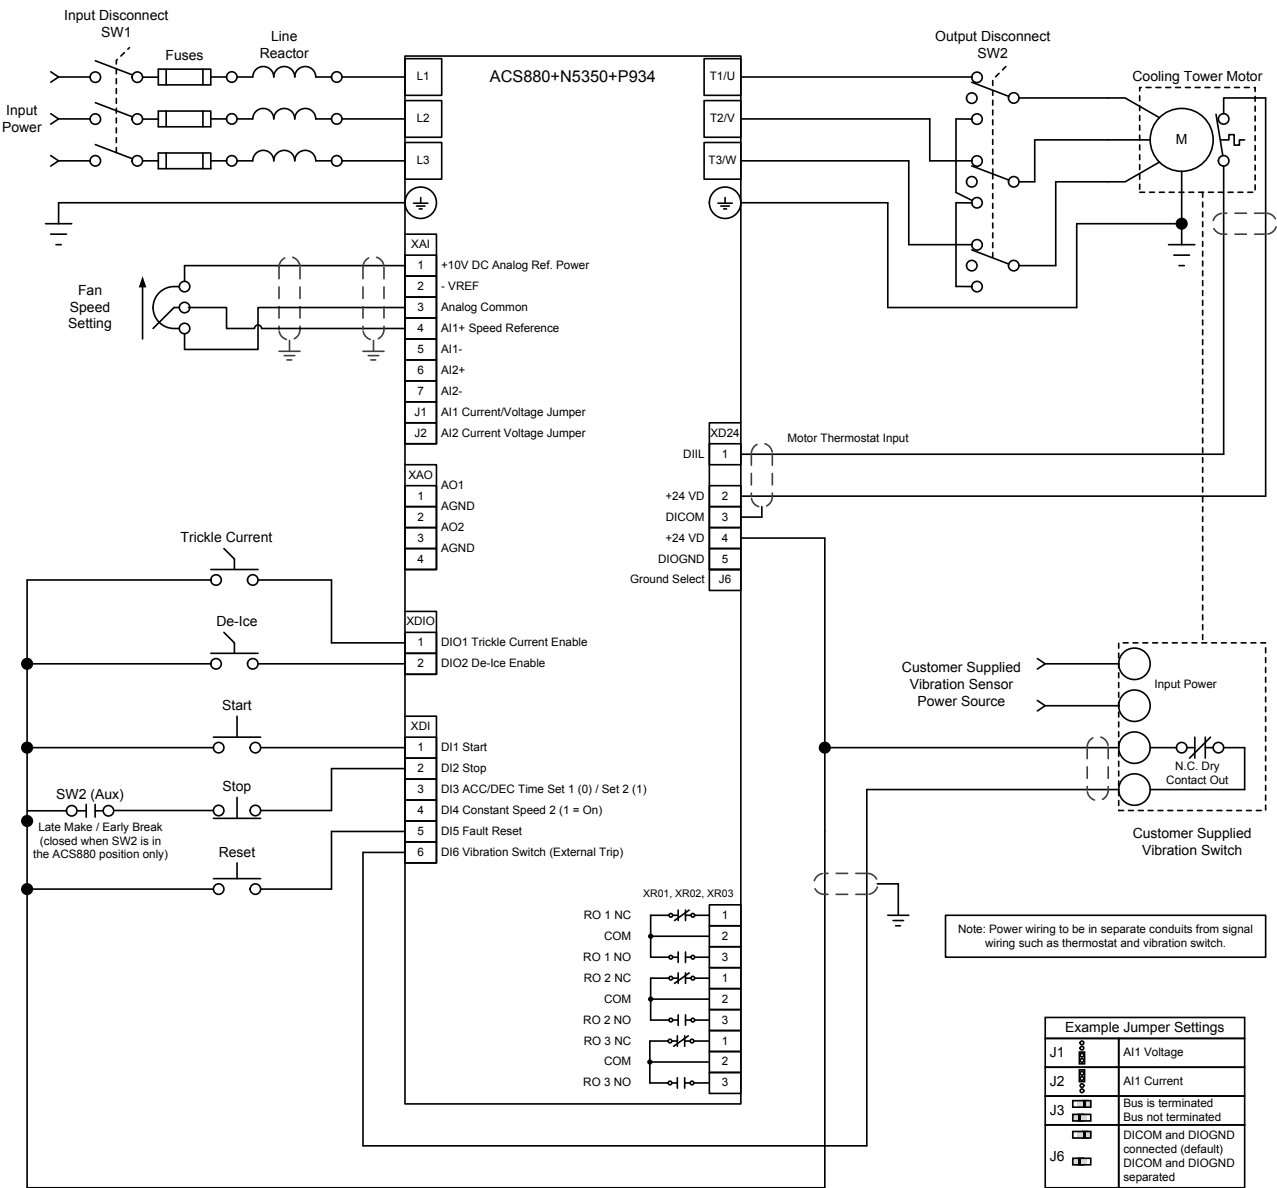 Input Disconnect
SW1
Fuses
Line
Reactor
Input
Power
L1
L2
L3
ACS880+N5350+P934
T1/U
T2/V
T3/W
Output Disconnect
SW2
Cooling Tower Motor
M
Fan
Speed
Setting
XAI
1 +10V DC Analog Ref. Power
2 - VREF
3 Analog Common
4 AI1+ Speed Reference
5 AI1-
6 AI2+
7 AI2-
J1 AI1 Current/Voltage Jumper
J2 AI2 Current Voltage Jumper
XAO
AO1
1
AGND
2
AO2
3
AGND
4
XD24
Motor Thermostat Input
DIIL 1
+24 VD 2
DICOM 3
+24 VD 4
DIOGND 5
Ground Select J6
Trickle Current
De-Ice
XDIO
1 DIO1 Trickle Current Enable
2 DIO2 De-Ice Enable
Start
Stop
SW2 (Aux)
Late Make / Early Break
(closed when SW2 is in
the ACS880 position only)
Reset
XDI
1 DI1 Start
2 DI2 Stop
3 DI3 ACC/DEC Time Set 1 (0) / Set 2 (1)
4 DI4 Constant Speed 2 (1 = On)
5 DI5 Fault Reset
6 DI6 Vibration Switch (External Trip)
Customer Supplied
Vibration Sensor
Power Source
Input Power
N.C. Dry
Contact Out
Customer Supplied
Vibration Switch
XR01, XR02, XR03
RO 1 NC 1
COM 2
RO 1 NO 3
RO 2 NC 1
COM 2
RO 2 NO 3
RO 3 NC 1
COM 2
RO 3 NO 3
Note: Power wiring to be in separate conduits from signal
wiring such as thermostat and vibration switch.
Example Jumper Settings
J1 AI1 Voltage
J2 AI1 Current
J3 Bus is terminated
Bus not terminated
J6 DICOM and DIOGND
connected (default)
DICOM and DIOGND
separated